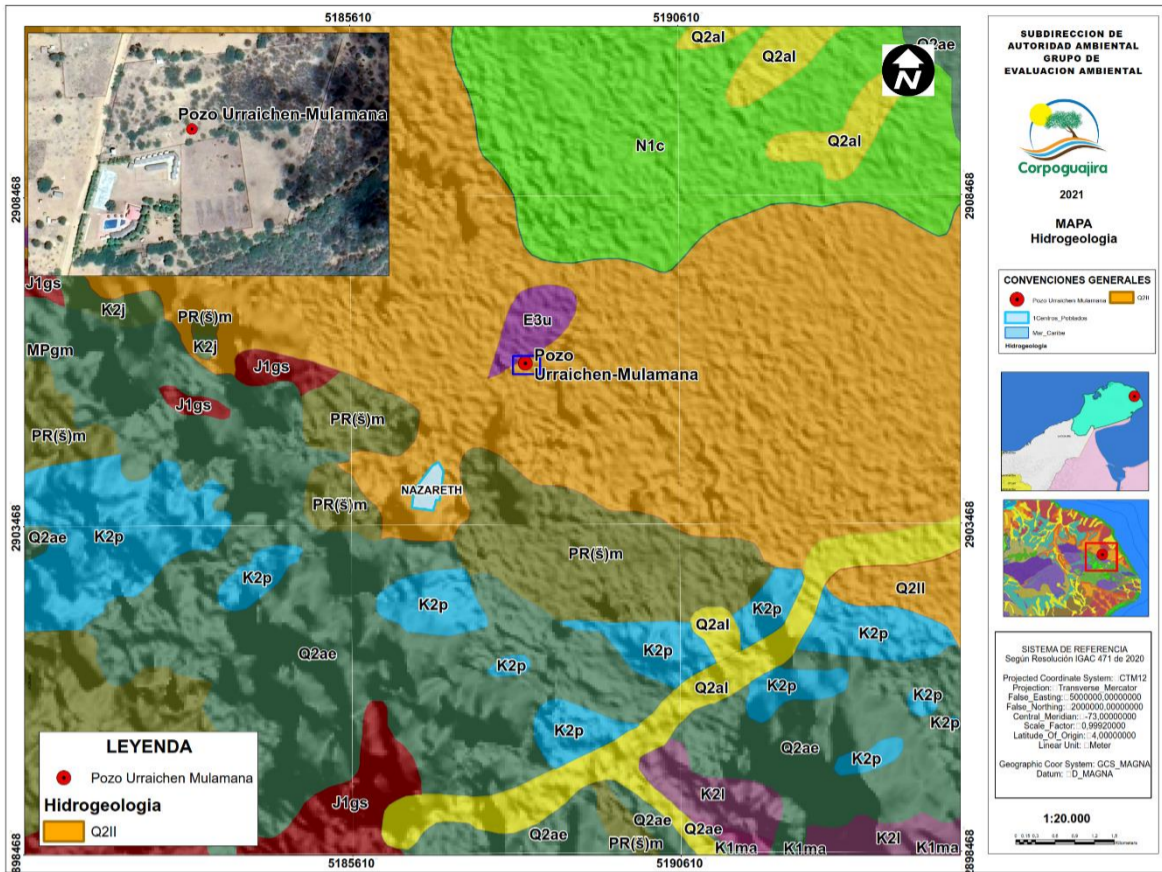 5185610
5190610
Pozo Urraichen-Mulamana
Q2al
Q2al
Q2ae
Q2al
N1c
2908468
2908468
J1gs
K2j
PR(š)m
K2j
E3u
MPgm
J1gs
Pozo
Urraichen-Mulamana
J1gs
PR(š)m
PR(š)m
NAZARETH
PR(š)m
2903468
2903468
Q2ae
K2p
PR(š)m
K2p
K2p
Q2ll
K2p
Q2al
K2p
K2p
Q2ae
K2p
K2p
Q2al
K2p
K2p
K2p
K2p
Q2ae
K2p
J1gs
K2l
Q2ae
Q2ae
Q2ae
PR(š)m
K2l
K1ma
K1ma
K1ma
898468
2898468
5185610
5190610
LEYENDA
Pozo Urraichen Mulamana
Hidrogeologia
Q2ll
N
SUBDIRECCION DE
AUTORIDAD AMBIENTAL
GRUPO DE
EVALUACION AMBIENTAL
Corpoguajira
2021
MAPA
Hidrogeologia
CONVENCIONES GENERALES
Pozo Urraichen Mulamana
Q2ll
1Centros_Poblados
Mar_Caribe
Hidrogeologia
SISTEMA DE REFERENCIA
Según Resolución IGAC 471 de 2020
Projected Coordinate System: CTM12
Projection: Transverse_Mercator
False_Easting: 5000000,00000000
False_Northing: 2000000,00000000
Central_Meridian: -73,00000000
Scale_Factor: 0,99920000
Latitude_Of_Origin: 4,00000000
Linear Unit: Meter
Geographic Coor System: GCS_MAGNA
Datum: D_MAGNA
1:20.000